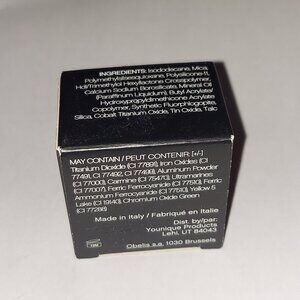 INGREDIENTS: Isododecane, Mica,
Polymethylsilsesquioxane, Polysilicone-11,
Hdi/Trimethylol Hexyllactone Crosspolymer,
Calcium Sodium Borosilicate, Mineral Oil
(Paraffinum Liquidum), Butyl Acrylate/
Hydroxypropyldimethicone Acrylate
Copolymer, Synthetic Fluorphlogopite,
Silica, Cobalt Titanium Oxide, Tin Oxide, Talc
MAY CONTAIN / PEUT CONTENIR [+/-]
Titanium Dioxide (CI 77891), Iron Oxides (CI
77491, CI 77492, CI 77499), Aluminum Powder
(CI 77000), Carmine (CI 75470), Ultramarines
(CI 77007), Ferric Ferrocyanide (CI 77510), Ferric
Ammonium Ferrocyanide (CI 77510), Yellow 5
Lake (CI 19140), Chromium Oxide Green
(CI 77288)
Made in Italy / Fabriqué en Italie
Dist. by/par:
Younique Products
Lehi, UT 84043
Obelis s.a. 1030 Brussels